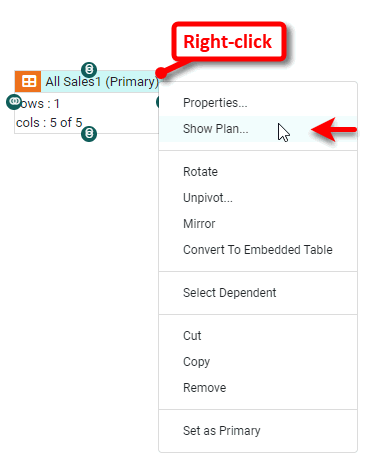 Right-click
All Sales1 (Primary)
rows : 1
cols : 5 of 5
Properties...
Show Plan...
Rotate
Unpivot...
Mirror
Convert To Embedded Table
Select Dependent
Cut
Copy
Remove
Set as Primary